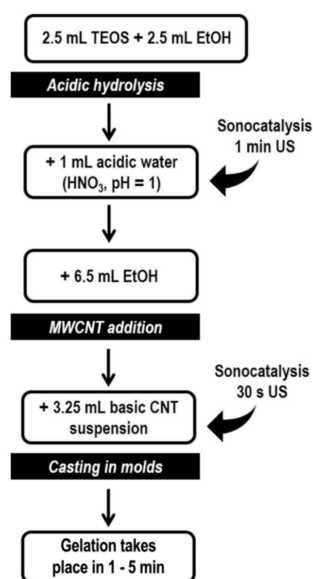 2.5 mL TEOS + 2.5 mL EtOH
Acidic hydrolysis
Sonocatalysis
1 min US
+ 1 mL acidic water
(HNO₃, pH = 1)
+ 6.5 mL EtOH
MWCNT addition
Sonocatalysis
30 s US
+ 3.25 mL basic CNT
suspension
Casting in molds
Gelation takes
place in 1 - 5 min